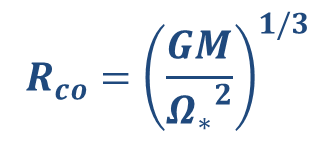 R_co = (GM / Ω_*^2)^{1/3}